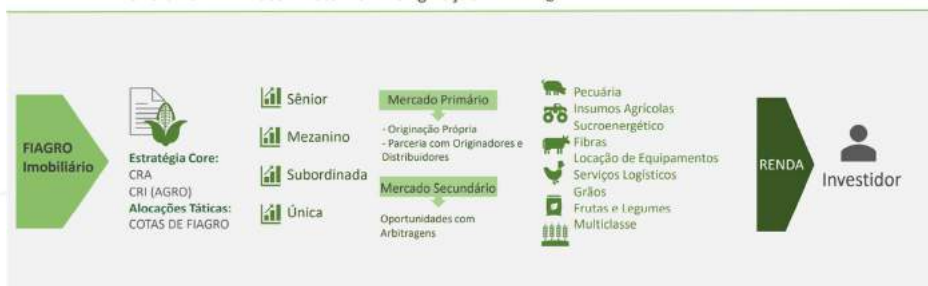 FIAGRO
Imobiliário
Estratégia Core:
CRA
CRI (AGRO)
Alocações Táticas:
COTAS DE FIAGRO
Sênior
Mezanino
Subordinada
Única
Mercado Primário
- Originação Própria
- Parceria com Originadores e
Distribuidores
Mercado Secundário
Oportunidades com
Arbitragens
Pecuária
Insumos Agrícolas
Sucroenergético
Fibras
Locação de Equipamentos
Serviços Logísticos
Grãos
Frutas e Legumes
Multiclasse
RENDA
Investidor